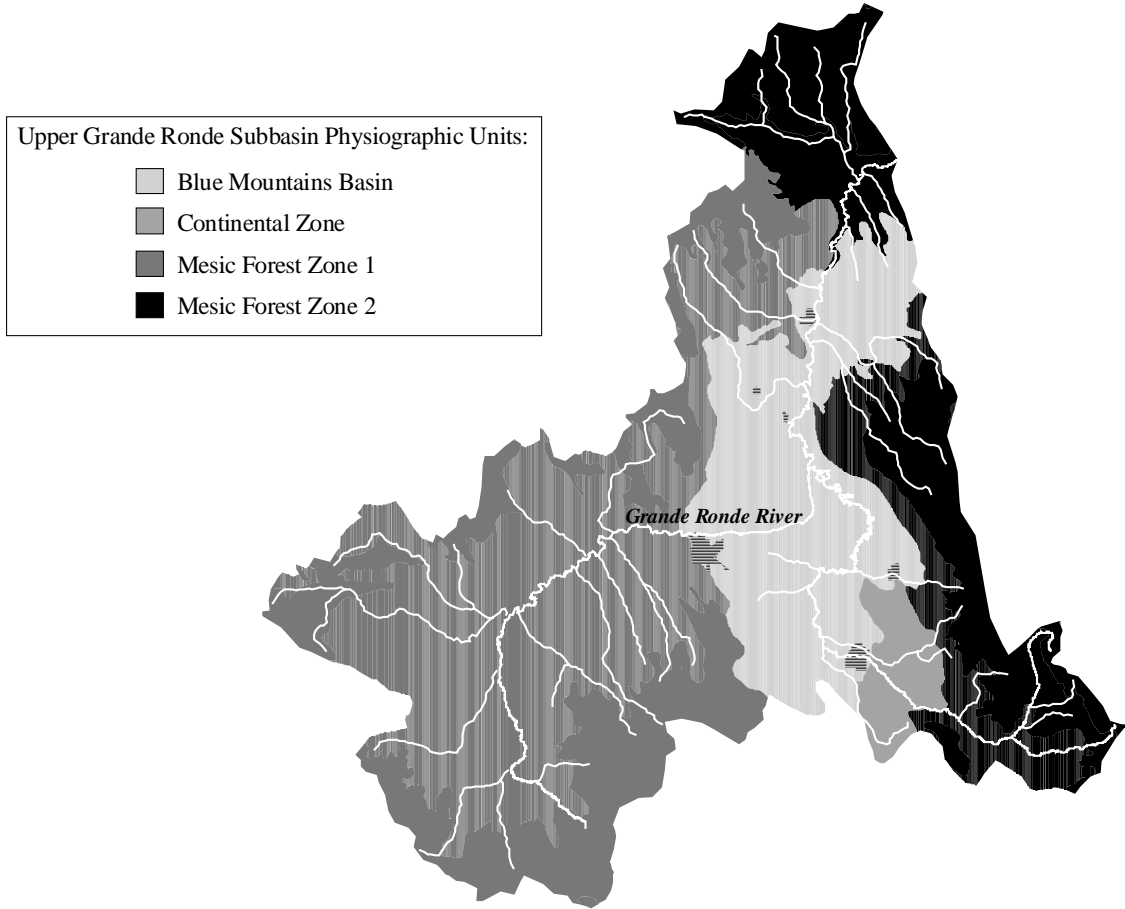 Upper Grande Ronde Subbasin Physiographic Units:
Blue Mountains Basin
Continental Zone
Mesic Forest Zone 1
Mesic Forest Zone 2
Grande Ronde River